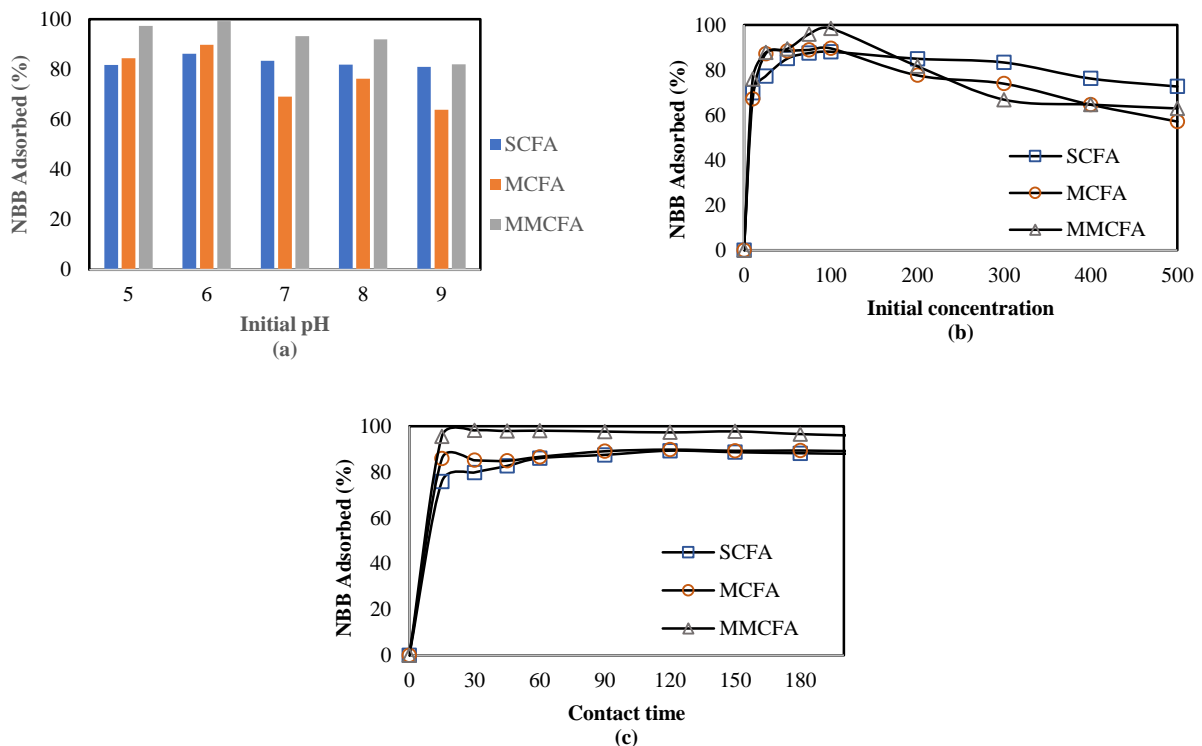 NBB Adsorbed (%)
100
80
60
40
20
0
5 6 7 8 9
Initial pH
(a)
SCFA
MCFA
MMCFA
NBB Adsorbed (%)
100
80
60
40
20
0
0 100 200 300 400 500
Initial concentration
(b)
SCFA
MCFA
MMCFA
NBB Adsorbed (%)
100
80
60
40
20
0
0 30 60 90 120 150 180
Contact time
(c)
SCFA
MCFA
MMCFA